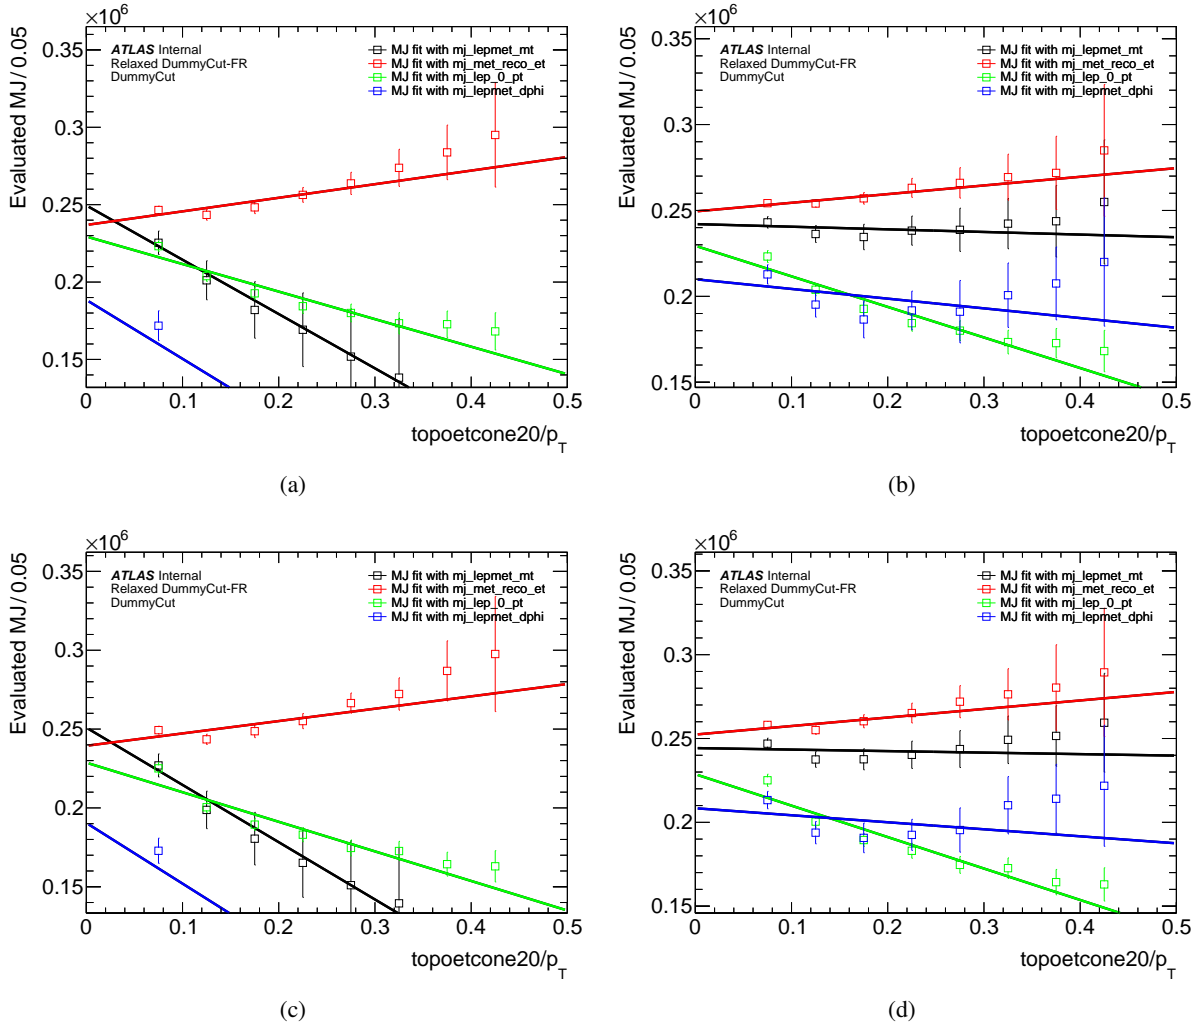 ×10⁶
Evaluated MJ / 0.05
0.35
0.3
0.25
0.2
0.15
ATLAS Internal
Relaxed DummyCut-FR
DummyCut
MJ fit with mj_lepmet_mt
MJ fit with mj_met_reco_et
MJ fit with mj_lep_0_pt
MJ fit with mj_lepmet_dphi
0 0.1 0.2 0.3 0.4 0.5
topoetcone20/p_T
(a)
×10⁶
Evaluated MJ / 0.05
0.35
0.3
0.25
0.2
0.15
ATLAS Internal
Relaxed DummyCut-FR
DummyCut
MJ fit with mj_lepmet_mt
MJ fit with mj_met_reco_et
MJ fit with mj_lep_0_pt
MJ fit with mj_lepmet_dphi
0 0.1 0.2 0.3 0.4 0.5
topoetcone20/p_T
(b)
×10⁶
Evaluated MJ / 0.05
0.35
0.3
0.25
0.2
0.15
ATLAS Internal
Relaxed DummyCut-FR
DummyCut
MJ fit with mj_lepmet_mt
MJ fit with mj_met_reco_et
MJ fit with mj_lep_0_pt
MJ fit with mj_lepmet_dphi
0 0.1 0.2 0.3 0.4 0.5
topoetcone20/p_T
(c)
×10⁶
Evaluated MJ / 0.05
0.35
0.3
0.25
0.2
0.15
ATLAS Internal
Relaxed DummyCut-FR
DummyCut
MJ fit with mj_lepmet_mt
MJ fit with mj_met_reco_et
MJ fit with mj_lep_0_pt
MJ fit with mj_lepmet_dphi
0 0.1 0.2 0.3 0.4 0.5
topoetcone20/p_T
(d)